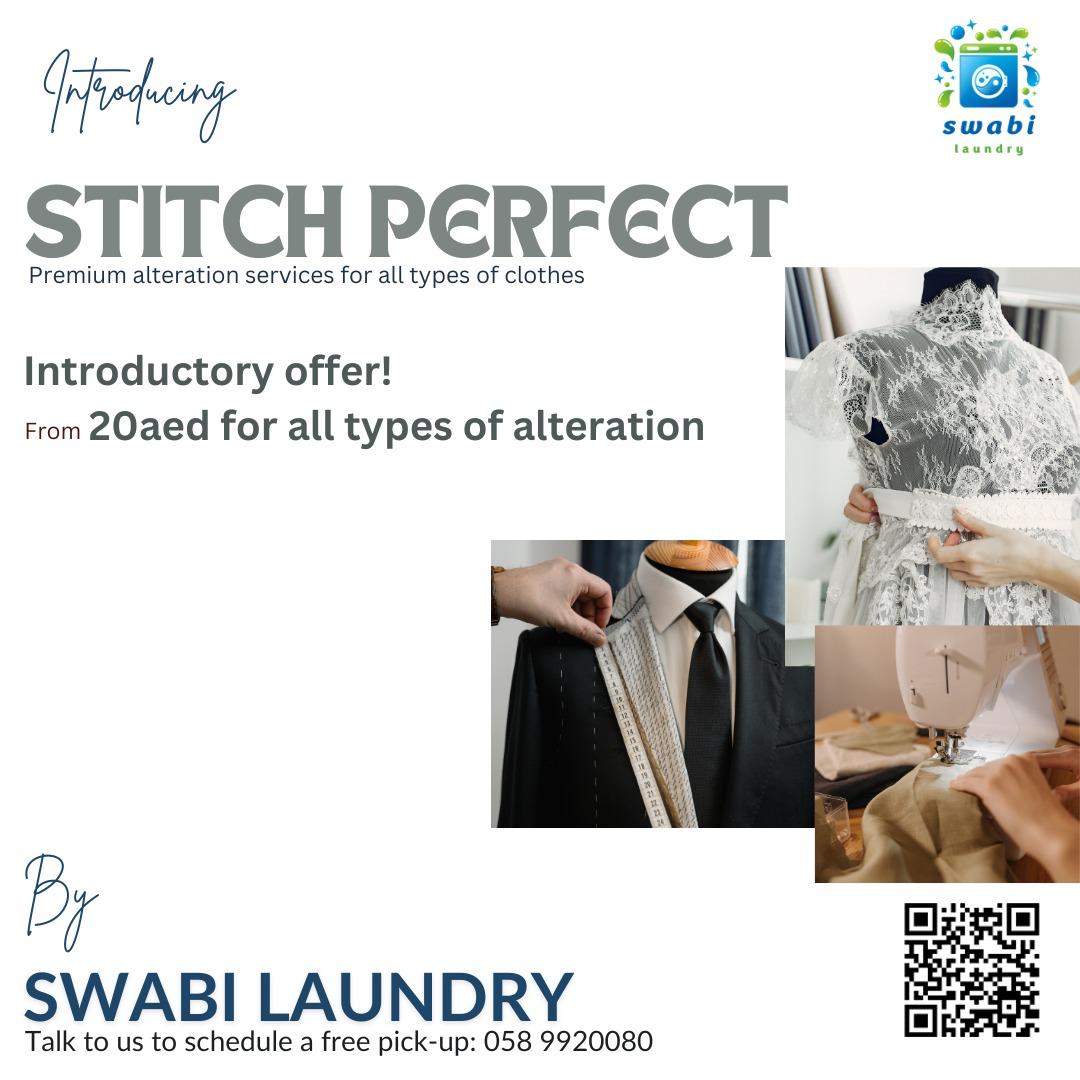 Introducing
swabi
laundry
STITCH PERFECT
Premium alteration services for all types of clothes
Introductory offer!
From 20aed for all types of alteration
By
SWABI LAUNDRY
Talk to us to schedule a free pick-up: 058 9920080